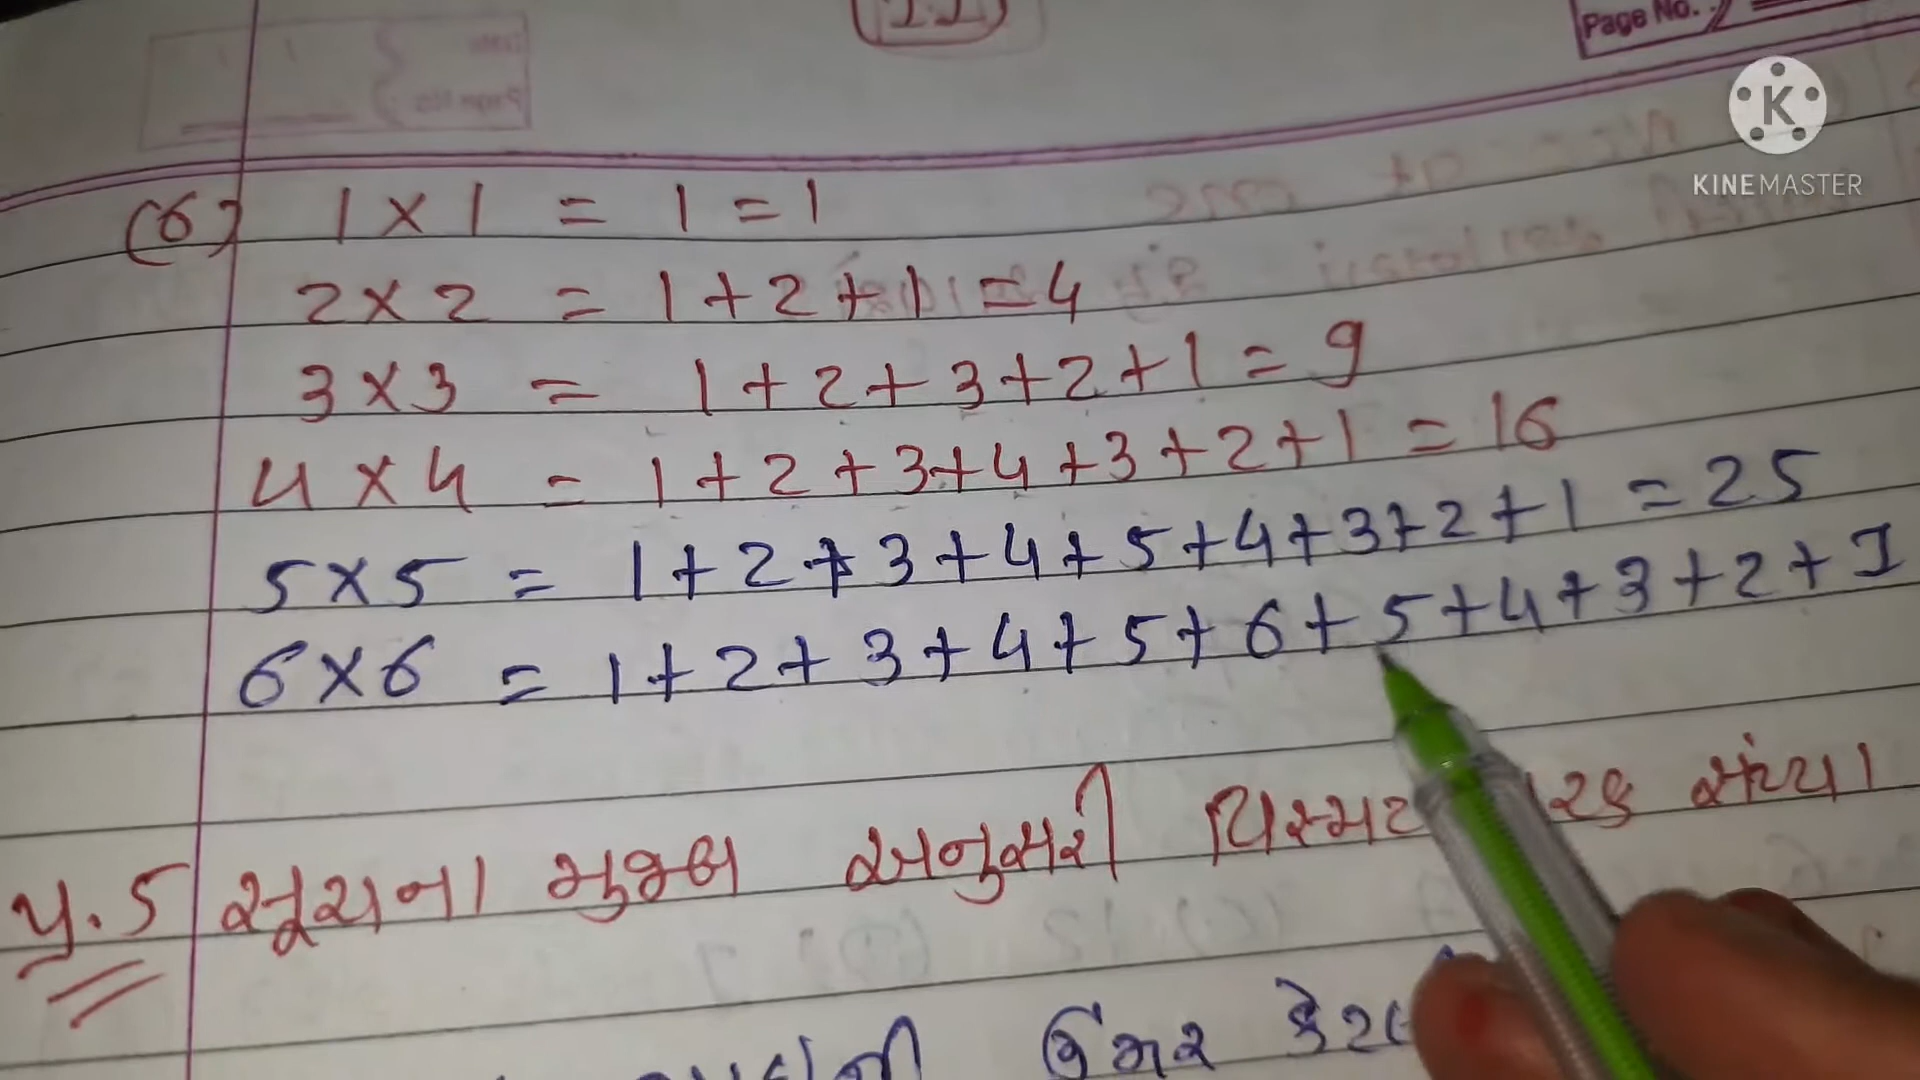 Page No.
KINEMASTER
(6) 1 × 1 = 1 = 1
2 × 2 = 1 + 2 + 1 = 4
3 × 3 = 1 + 2 + 3 + 2 + 1 = 9
4 × 4 = 1 + 2 + 3 + 4 + 3 + 2 + 1 = 16
5 × 5 = 1 + 2 + 3 + 4 + 5 + 4 + 3 + 2 + 1 = 25
6 × 6 = 1 + 2 + 3 + 4 + 5 + 6 + 5 + 4 + 3 + 2 + 1
પ્ર. 5 સૂચના મુજબ અનુસરી સંખ્યા
ઉંમર